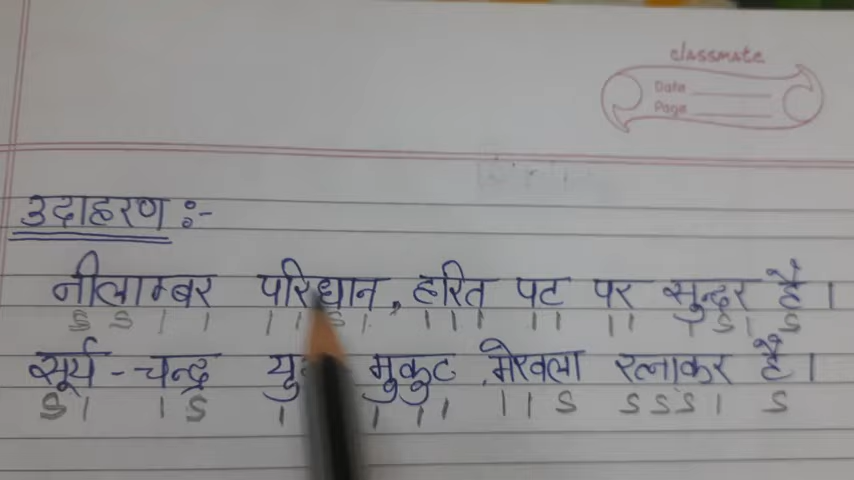 classmate
Date
Page
उदाहरण :-
नीलाम्बर परिधान, हरित पट पर सुन्दर है।
S S I I I I S I, I I I I I I I I S I S
सूर्य - चन्द्र मुकुट, मेखला रत्नाकर है।
S I I S I I I I I I S S S S I S